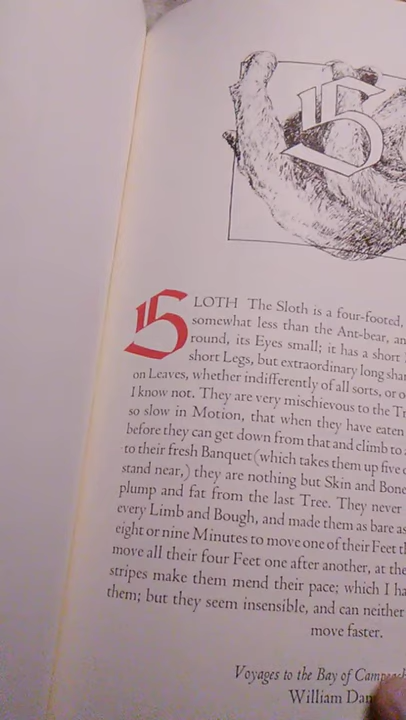 S
SLOTH The Sloth is a four-footed,
somewhat less than the Ant-bear, an
round, its Eyes small; it has a short
short Legs, but extraordinary long shar
on Leaves, whether indifferently of all sorts, or o
I know not. They are very mischievous to the Tr
so slow in Motion, that when they have eaten
before they can get down from that and climb to
to their fresh Banquet (which takes them up five
stand near,) they are nothing but Skin and Bone
plump and fat from the last Tree. They never
every Limb and Bough, and made them as bare as
eight or nine Minutes to move one of their Feet
move all their four Feet one after another, at the
stripes make them mend their pace; which I ha
them; but they seem insensible, and can neither
move faster.
Voyages to the Bay of Campeach
William Dam